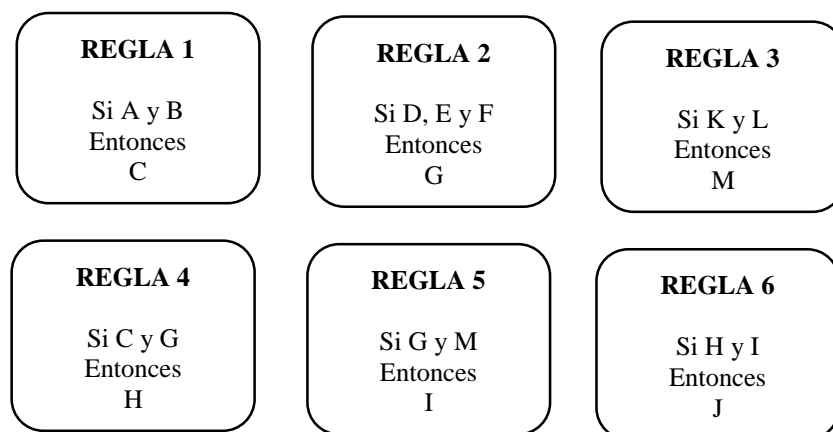 REGLA 1
Si A y B
Entonces
C
REGLA 2
Si D, E y F
Entonces
G
REGLA 3
Si K y L
Entonces
M
REGLA 4
Si C y G
Entonces
H
REGLA 5
Si G y M
Entonces
I
REGLA 6
Si H y I
Entonces
J